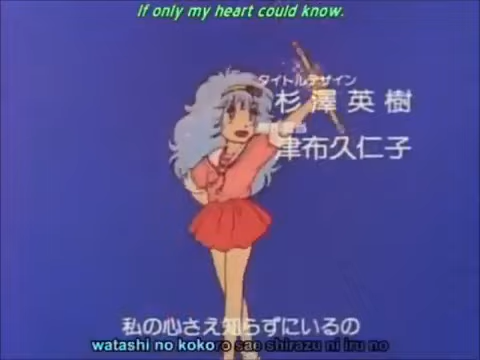 If only my heart could know.
タイトルデザイン
杉澤英樹
担当
津布久仁子
私の心さえ知らずにいるの
watashi no kokoro sae shirazu ni iru no